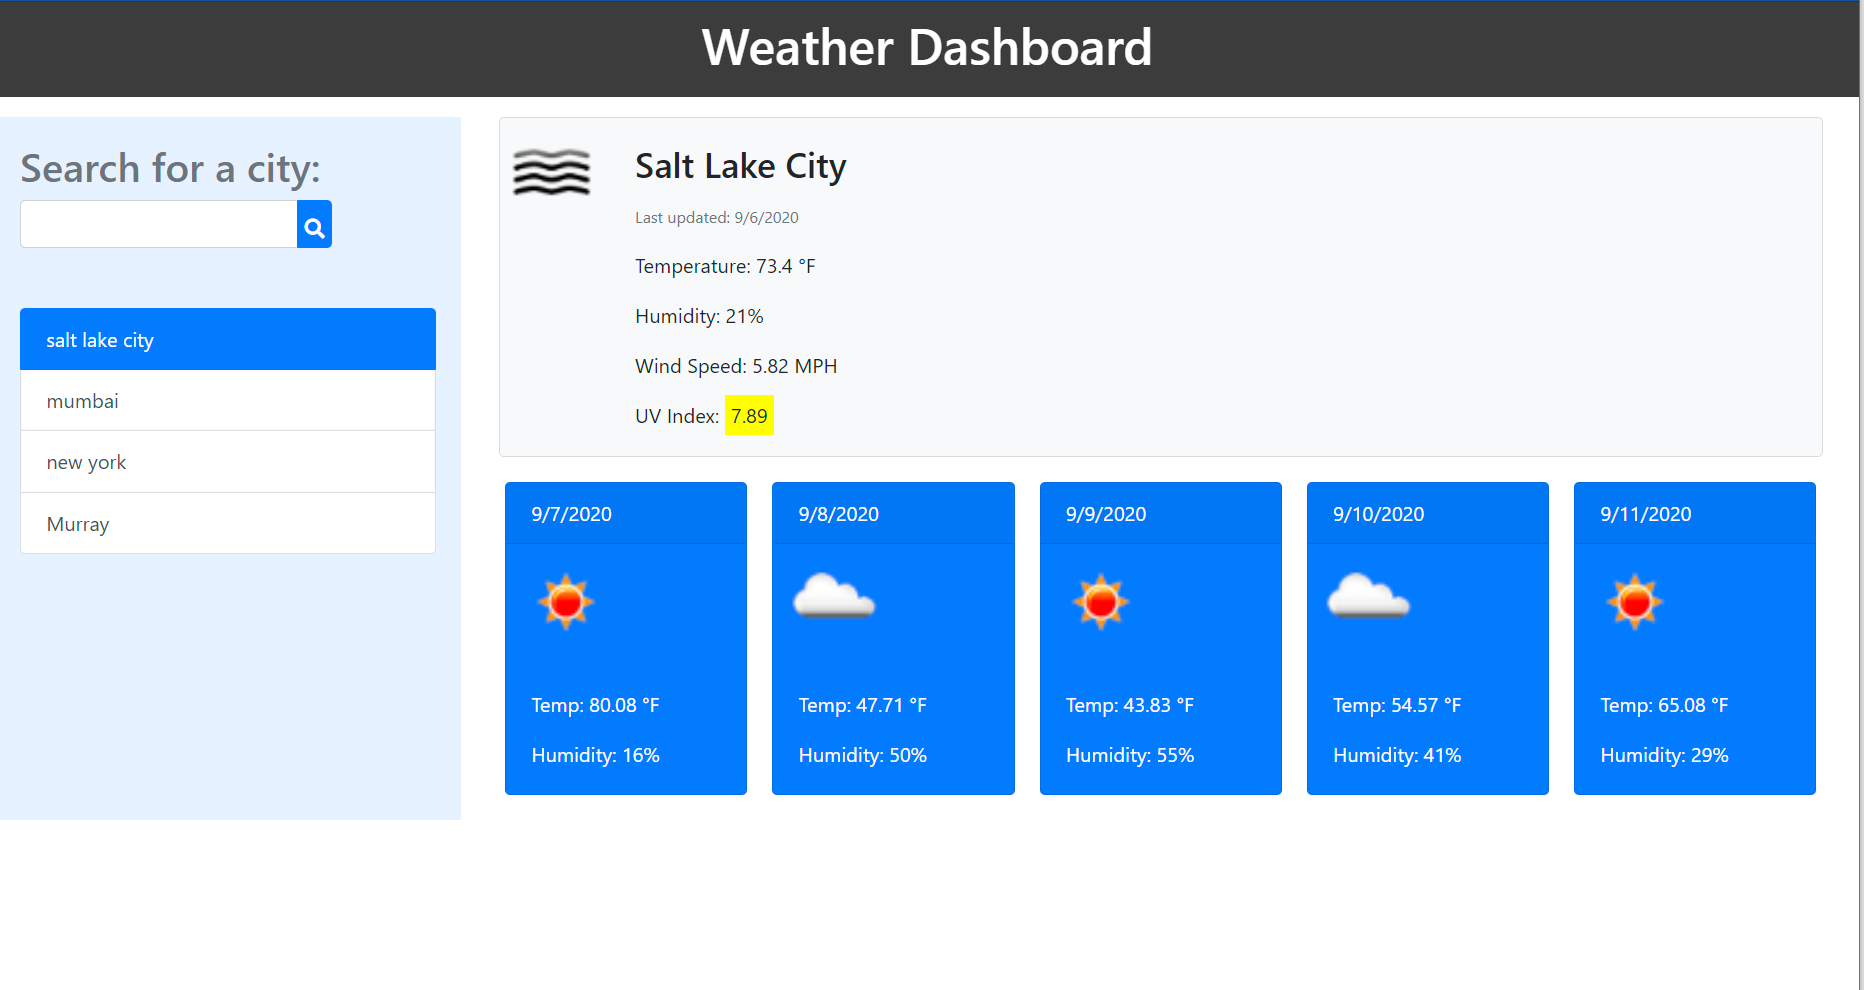 Weather Dashboard
Search for a city:
salt lake city
mumbai
new york
Murray
Salt Lake City
Last updated: 9/6/2020
Temperature: 73.4 °F
Humidity: 21%
Wind Speed: 5.82 MPH
UV Index: 7.89
9/7/2020
Temp: 80.08 °F
Humidity: 16%
9/8/2020
Temp: 47.71 °F
Humidity: 50%
9/9/2020
Temp: 43.83 °F
Humidity: 55%
9/10/2020
Temp: 54.57 °F
Humidity: 41%
9/11/2020
Temp: 65.08 °F
Humidity: 29%